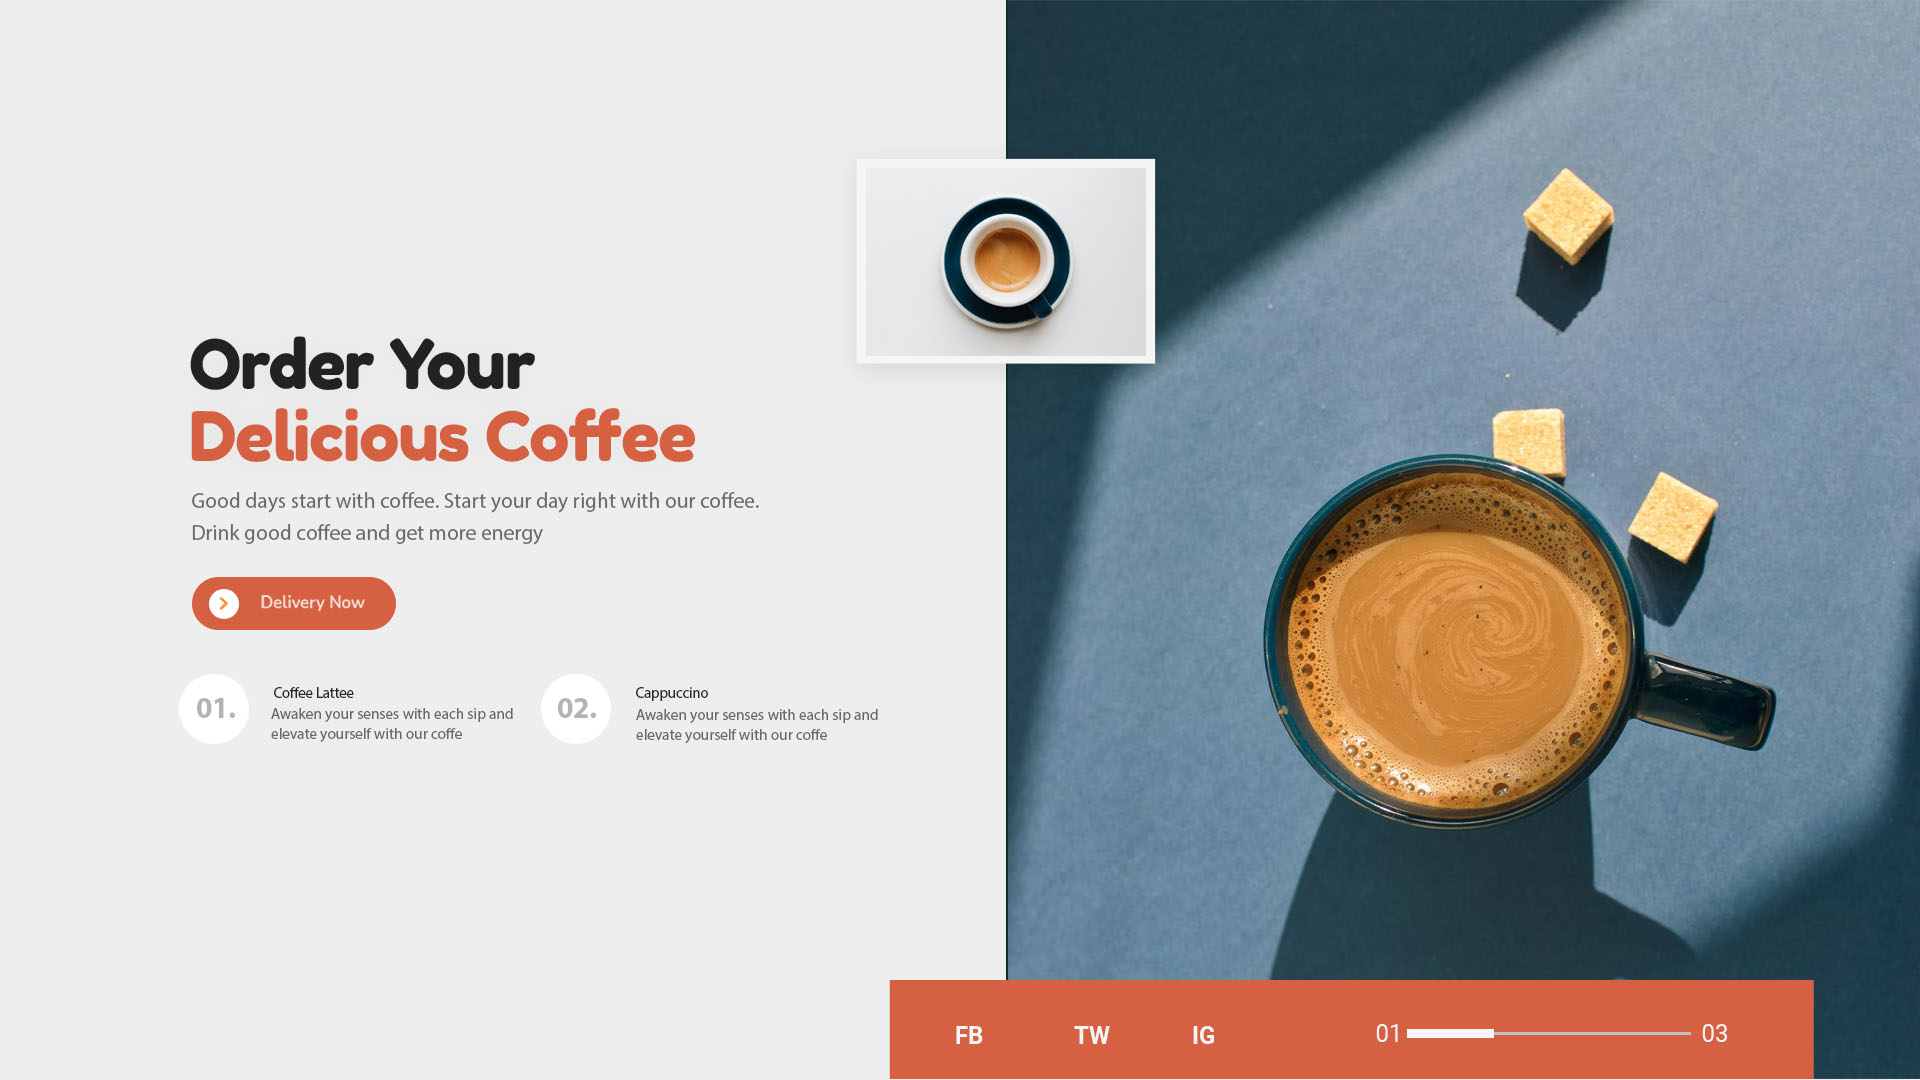 Order Your
Delicious Coffee
Good days start with coffee. Start your day right with our coffee.
Drink good coffee and get more energy
Delivery Now
01.
Coffee Lattee
Awaken your senses with each sip and
elevate yourself with our coffe
02.
Cappuccino
Awaken your senses with each sip and
elevate yourself with our coffe
FB TW IG 01 03